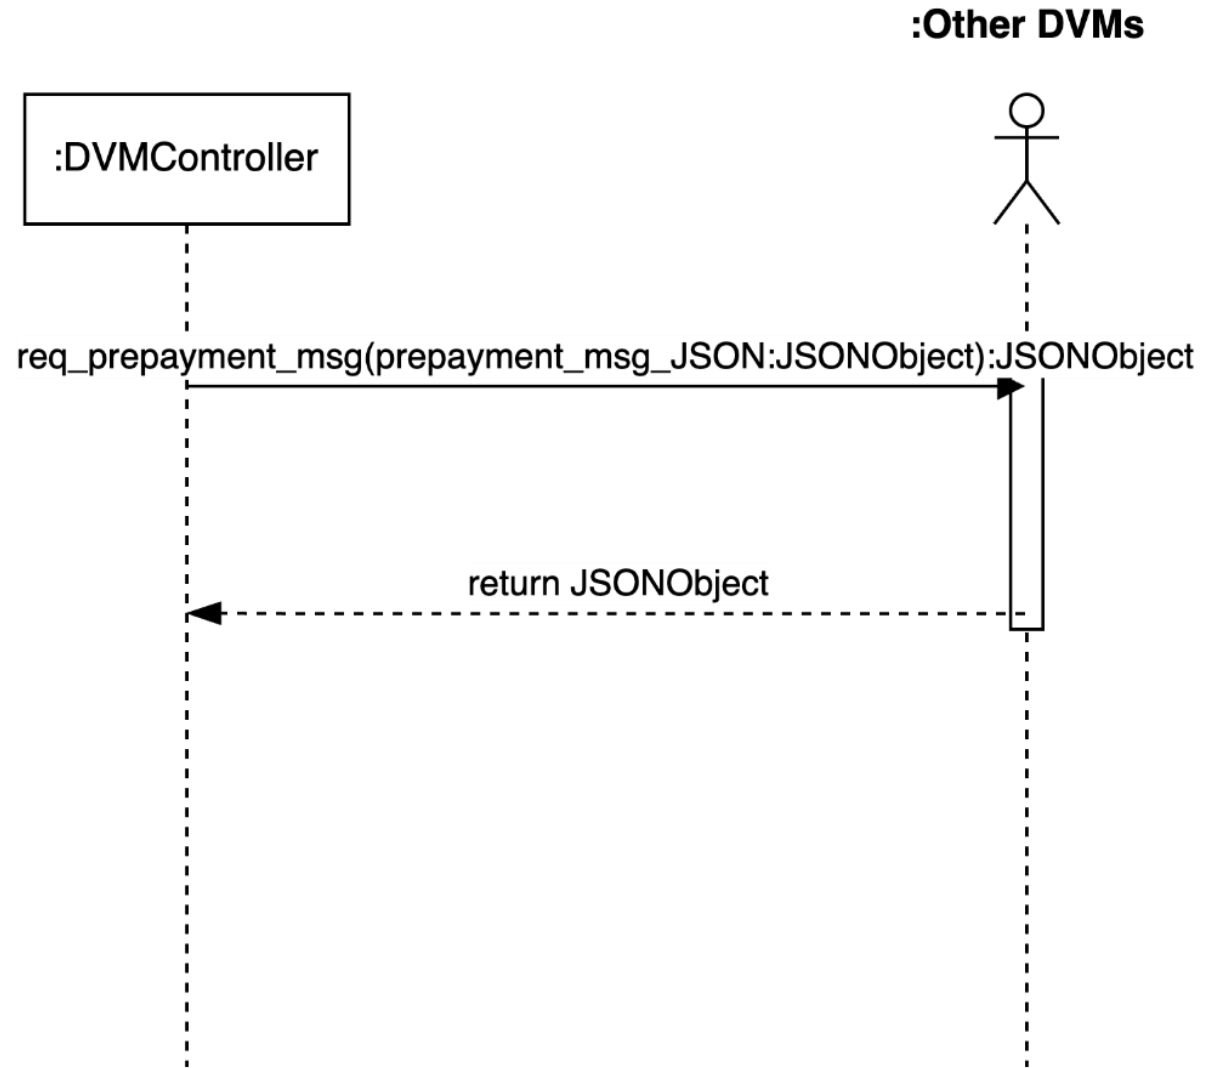 :Other DVMs
:DVMController
req_prepayment_msg(prepayment_msg_JSON:JSONObject):JSONObject
return JSONObject